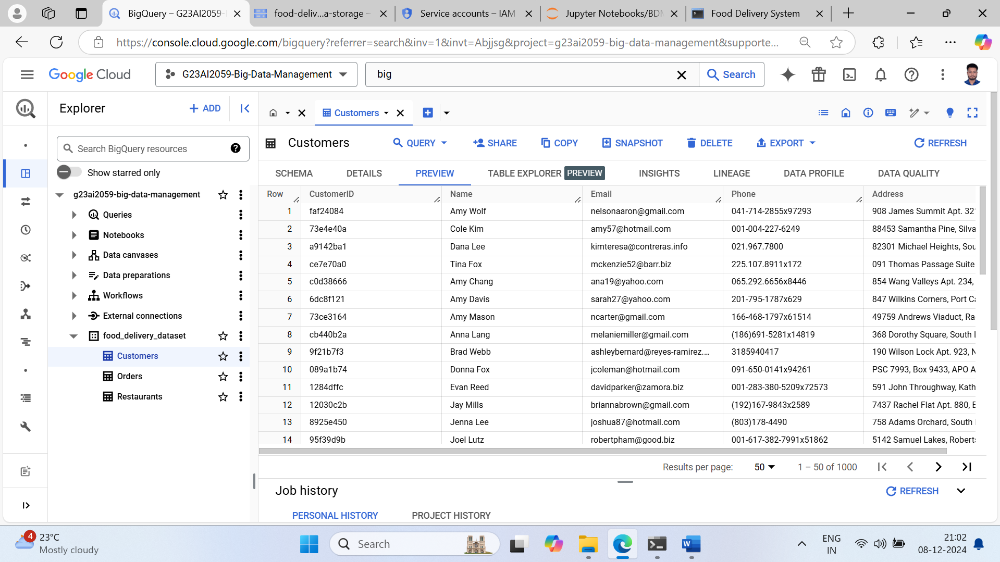 BigQuery – G23AI2059-
food-deliv...a-storage –
Service accounts – IAM
Jupyter Notebooks/BDM
Food Delivery System
https://console.cloud.google.com/bigquery?referrer=search&inv=1&invt=Abjjsg&project=g23ai2059-big-data-management&supporte...
Google Cloud
G23AI2059-Big-Data-Management
big
Search
Explorer
+ ADD
Customers
Search BigQuery resources
Show starred only
g23ai2059-big-data-management
Queries
Notebooks
Data canvases
Data preparations
Workflows
External connections
food_delivery_dataset
Customers
Orders
Restaurants
Customers
QUERY
SHARE
COPY
SNAPSHOT
DELETE
EXPORT
REFRESH
SCHEMA DETAILS PREVIEW TABLE EXPLORER PREVIEW INSIGHTS LINEAGE DATA PROFILE DATA QUALITY
Row CustomerID Name Email Phone Address
1 faf24084 Amy Wolf nelsonaaron@gmail.com 041-714-2855x97293 908 James Summit Apt. 321
2 73e4e40a Cole Kim amy57@hotmail.com 001-004-227-6249 88453 Samantha Pine, Silva
3 a9142ba1 Dana Lee kimteresa@contreras.info 021.967.7800 82301 Michael Heights, Sou
4 ce7e70a0 Tina Fox mckenzie52@barr.biz 225.107.8911x172 091 Thomas Passage Suite
5 c0d38666 Amy Chang ana19@yahoo.com 065.292.6656x8446 854 Wang Valleys Apt. 234,
6 6dc8f121 Amy Davis sarah27@yahoo.com 201-795-1787x629 847 Wilkins Corners, Port Ca
7 73ce3164 Amy Mason ncarter@gmail.com 166-468-1797x61514 49759 Andrews Viaduct, Ra
8 cb440b2a Anna Lang melaniemiller@gmail.com (186)691-5281x14819 368 Dorothy Square, South
9 9f21b7f3 Brad Webb ashleybernard@reyes-ramirez.... 3185940417 190 Wilson Lock Apt. 923, N
10 089a1b74 Donna Fox jcoleman@hotmail.com 091-650-0141x94261 PSC 7993, Box 9433, APO A
11 1284dffc Evan Reed davidparker@zamora.biz 001-283-380-5209x72573 591 John Throughway, Kath
12 12030c2b Jay Mills briannabrown@gmail.com (192)167-9843x2589 7437 Rachel Flat Apt. 880, E
13 8925e450 Jenna Lee joshua87@hotmail.com (803)178-4490 758 Adams Orchard, South
14 95f39d9b Joel Lutz robertpham@good.biz 001-617-382-7991x51862 5142 Samuel Lakes, Roberts
Results per page: 50 1 – 50 of 1000
Job history
REFRESH
PERSONAL HISTORY PROJECT HISTORY
4
23°C
Mostly cloudy
Search
ENG
IN
21:02
08-12-2024